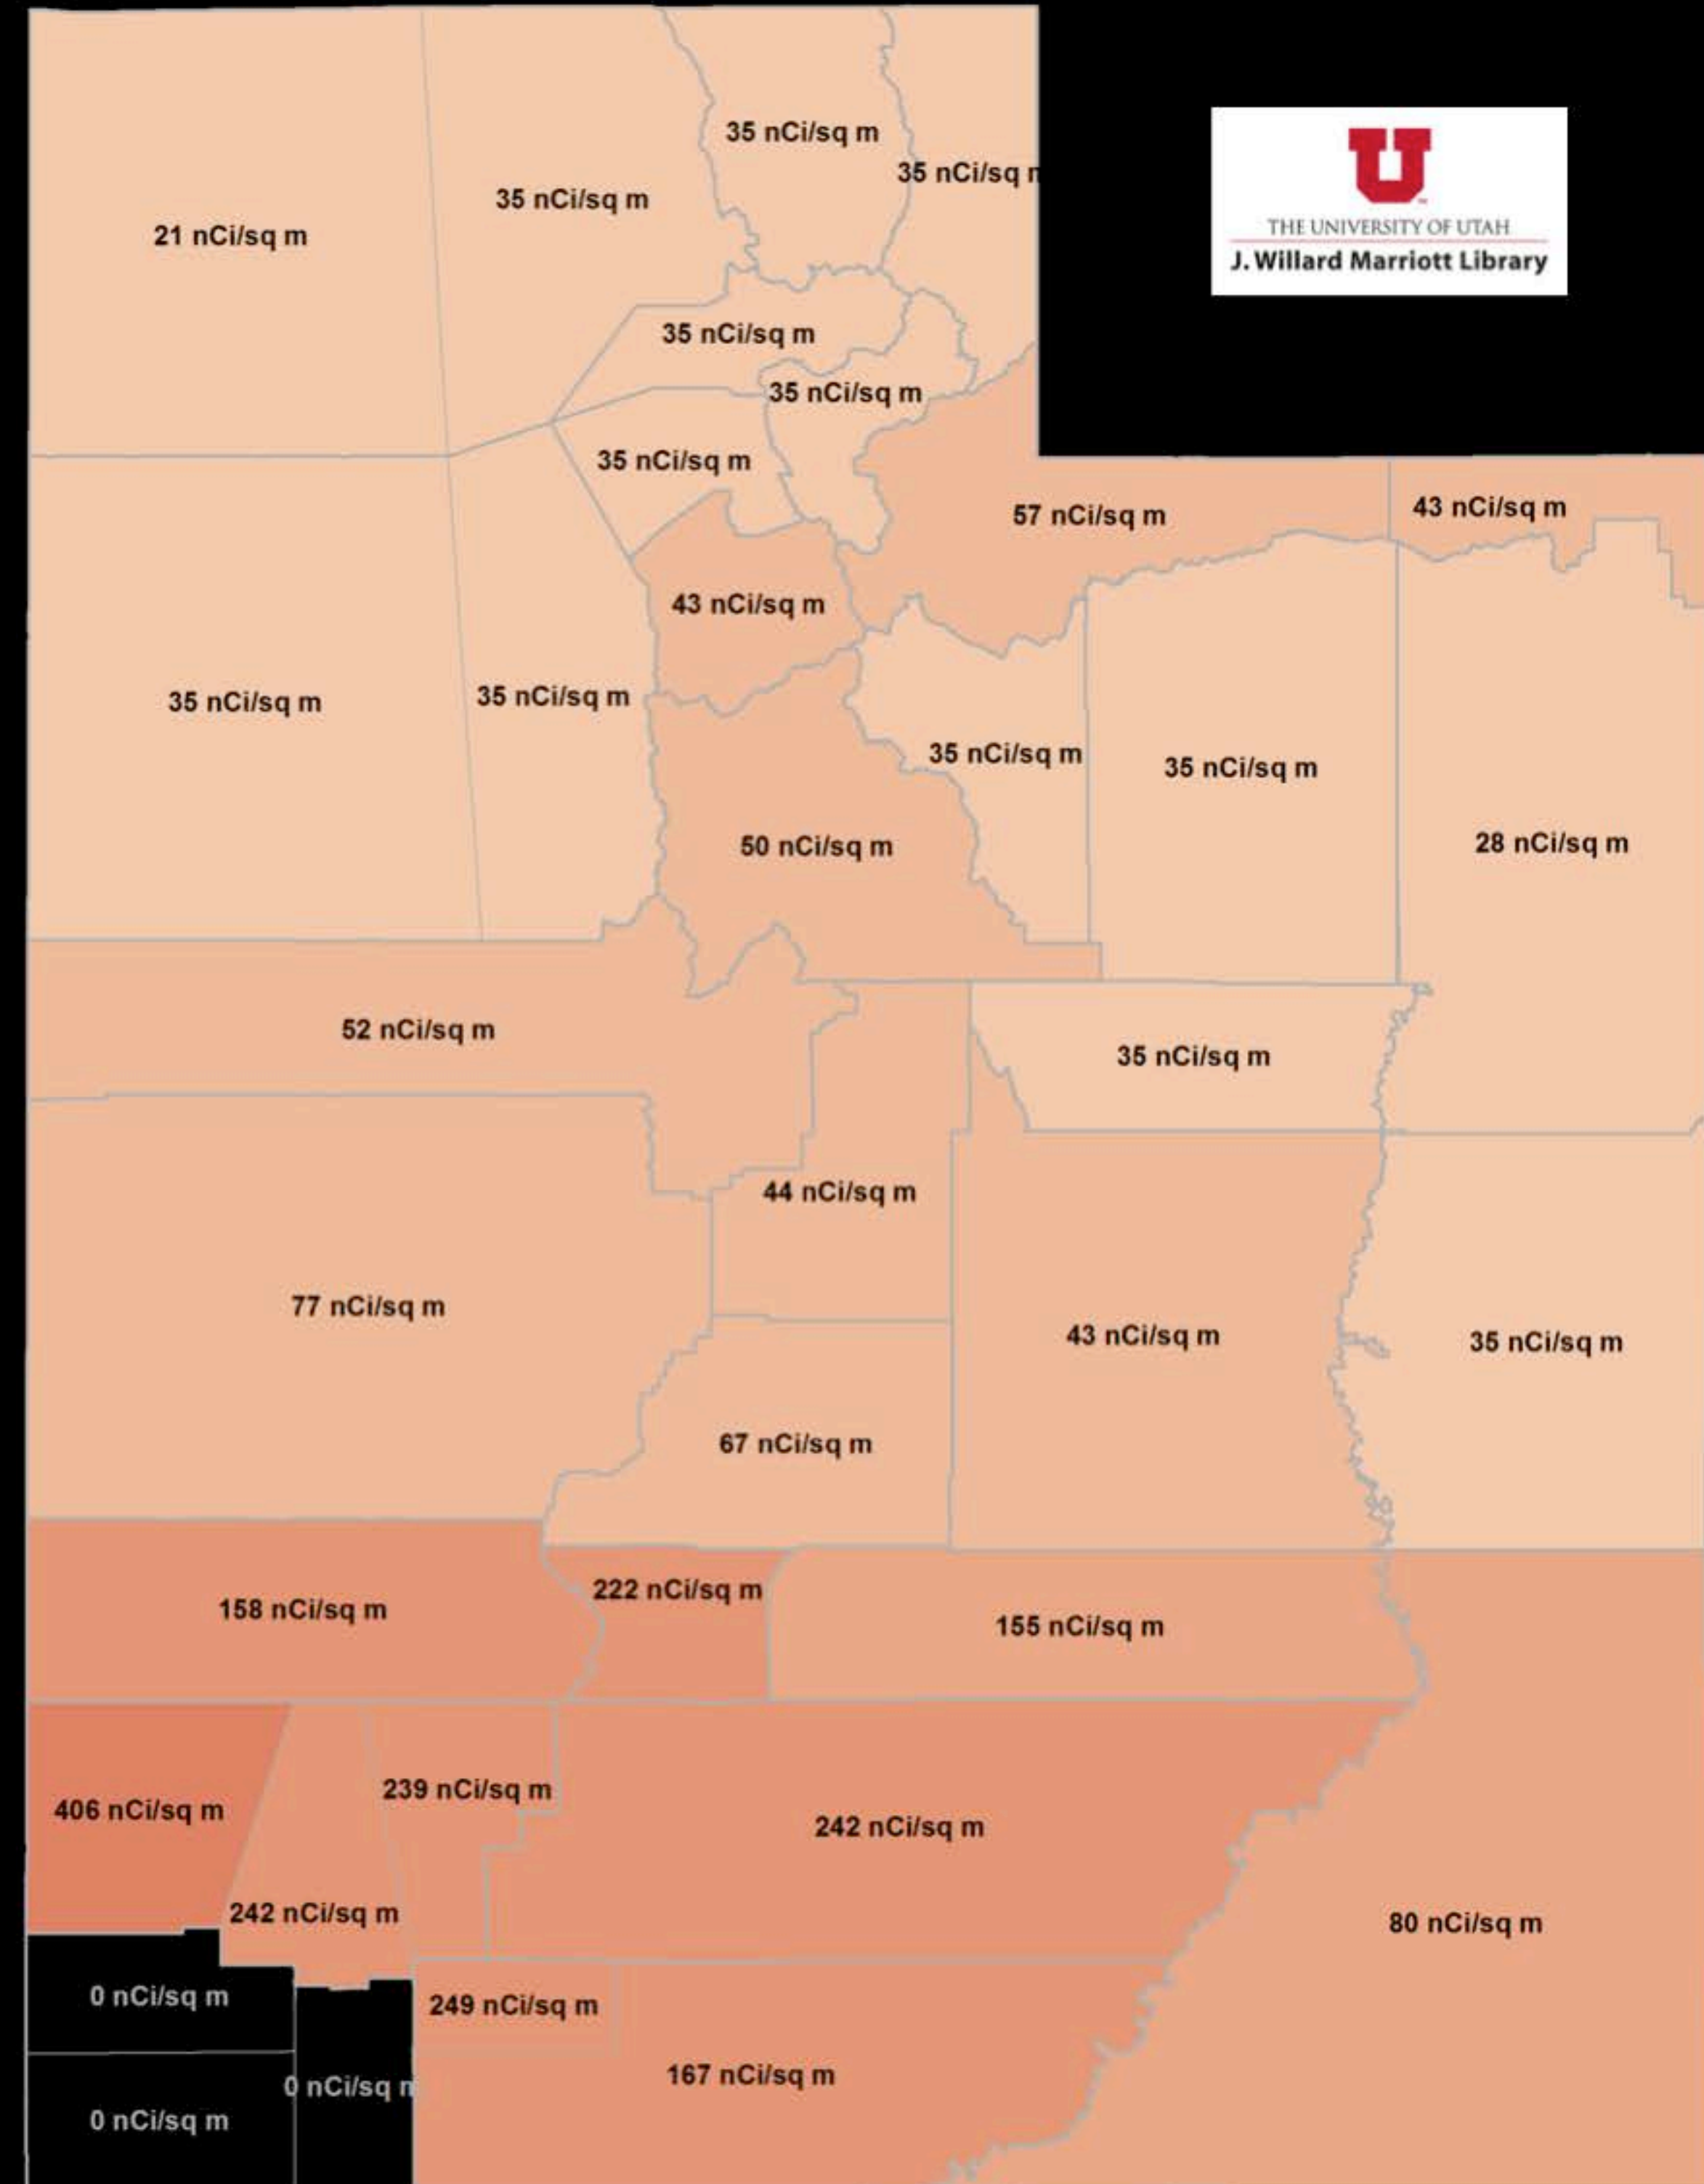 35 nCi/sq m
35 nCi/sq
35 nCi/sq m
21 nCi/sq m
U
THE UNIVERSITY OF UTAH
J. Willard Marriott Library
35 nCi/sq m
35 nCi/sq m
35 nCi/sq m
57 nCi/sq m
43 nCi/sq m
43 nCi/sq m
35 nCi/sq m
35 nCi/sq m
35 nCi/sq m
35 nCi/sq m
50 nCi/sq m
28 nCi/sq m
52 nCi/sq m
35 nCi/sq m
44 nCi/sq m
77 nCi/sq m
43 nCi/sq m
35 nCi/sq m
67 nCi/sq m
158 nCi/sq m
222 nCi/sq m
155 nCi/sq m
406 nCi/sq m
239 nCi/sq m
242 nCi/sq m
242 nCi/sq m
80 nCi/sq m
0 nCi/sq m
249 nCi/sq m
167 nCi/sq m
0 nCi/sq
0 nCi/sq m